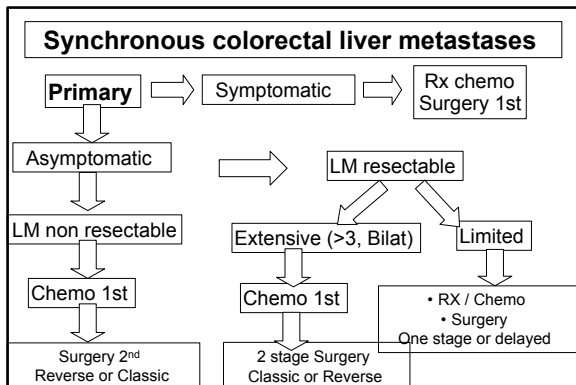 Synchronous colorectal liver metastases
Primary
Symptomatic
Rx chemo
Surgery 1st
Asymptomatic
LM resectable
LM non resectable
Extensive (>3, Bilat)
Limited
Chemo 1st
Chemo 1st
• RX / Chemo
• Surgery
One stage or delayed
Surgery 2nd
Reverse or Classic
2 stage Surgery
Classic or Reverse